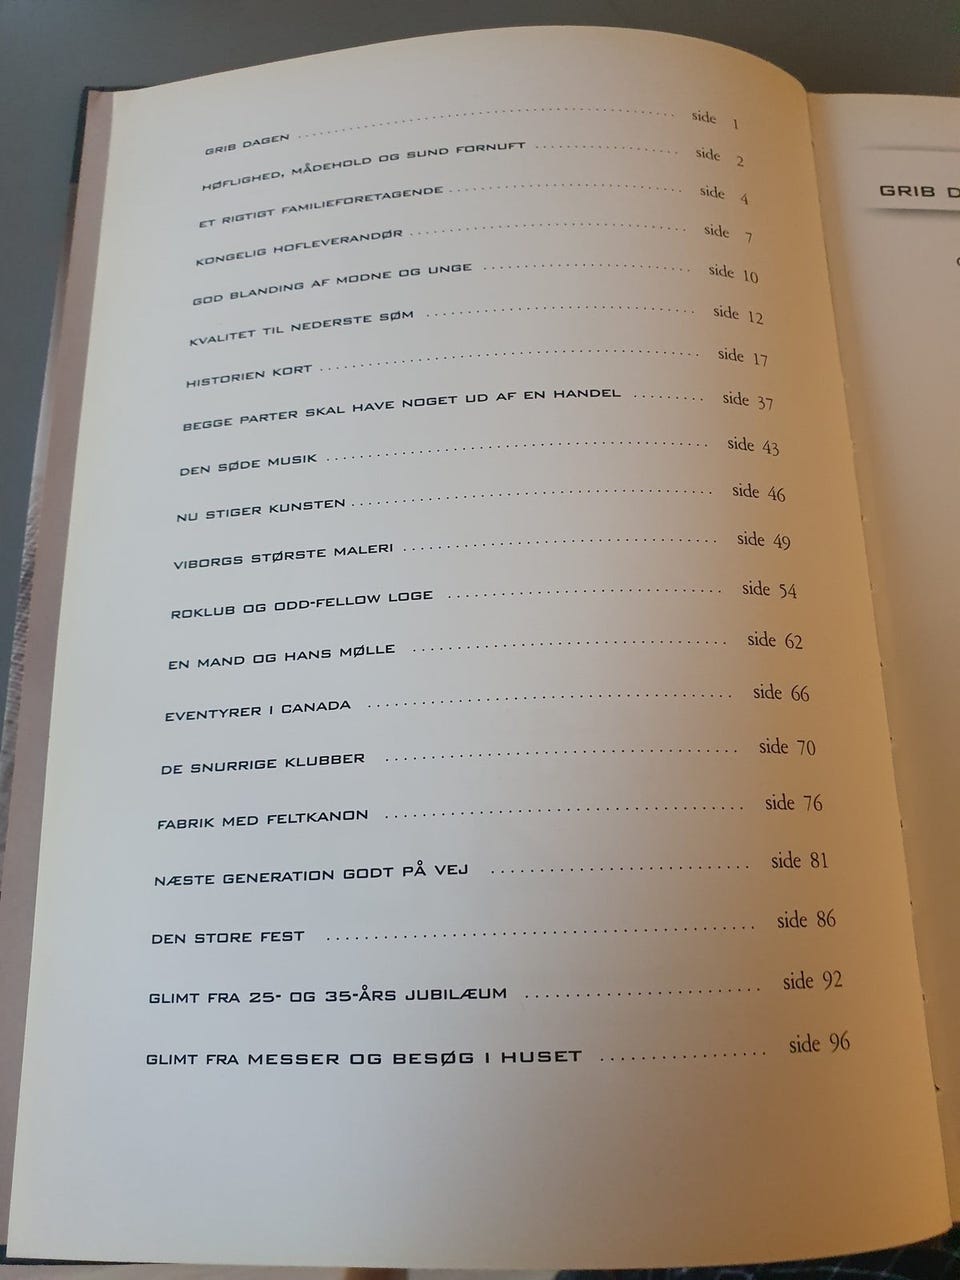 GRIB DAGEN side 1
HØFLIGHED, MÅDEHOLD OG SUND FORNUFT side 2
ET RIGTIGT FAMILIEFORETAGENDE side 4
KONGELIG HOFLEVERANDØR side 7
GOD BLANDING AF MODNE OG UNGE side 10
KVALITET TIL NEDERSTE SØM side 12
HISTORIEN KORT side 17
BEGGE PARTER SKAL HAVE NOGET UD AF EN HANDEL side 37
DEN SØDE MUSIK side 43
NU STIGER KUNSTEN side 46
VIBORGS STØRSTE MALERI side 49
ROKLUB OG ODD-FELLOW LOGE side 54
EN MAND OG HANS MØLLE side 62
EVENTYRER I CANADA side 66
DE SNURRIGE KLUBBER side 70
FABRIK MED FELTKANON side 76
NÆSTE GENERATION GODT PÅ VEJ side 81
DEN STORE FEST side 86
GLIMT FRA 25- OG 35-ÅRS JUBILÆUM side 92
GLIMT FRA MESSER OG BESØG I HUSET side 96
GRIB